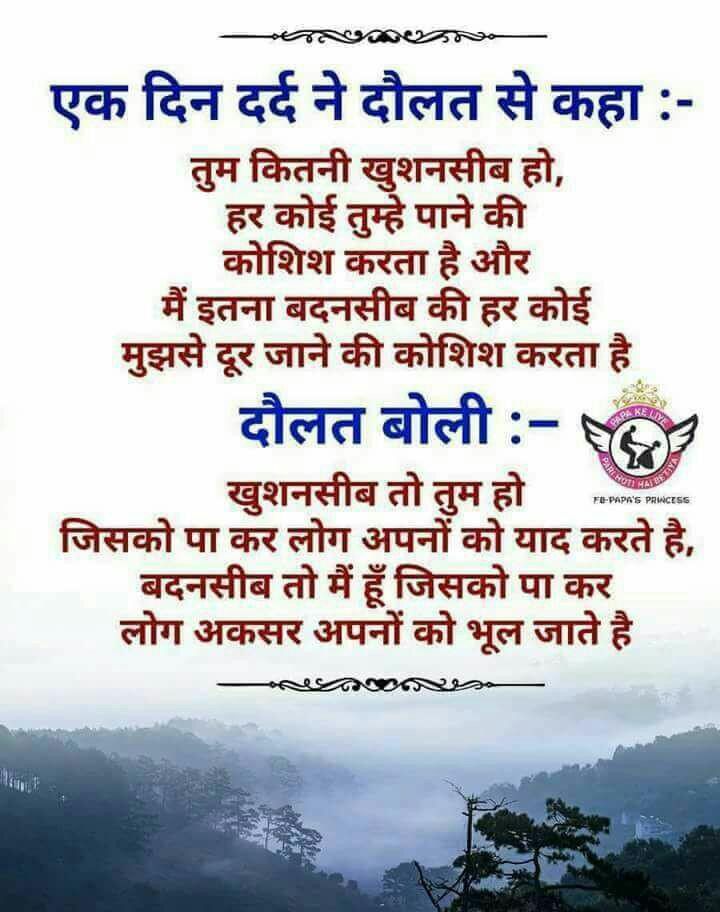 एक दिन दर्द ने दौलत से कहा :-
तुम कितनी खुशनसीब हो,
हर कोई तुम्हे पाने की
कोशिश करता है और
मैं इतना बदनसीब की हर कोई
मुझसे दूर जाने की कोशिश करता है
दौलत बोली :–
PAPA KE LIYE
PARI HOTI HAI BETIYA
FB-PAPA'S PRINCESS
खुशनसीब तो तुम हो
जिसको पा कर लोग अपनों को याद करते है,
बदनसीब तो मैं हूँ जिसको पा कर
लोग अकसर अपनों को भूल जाते है